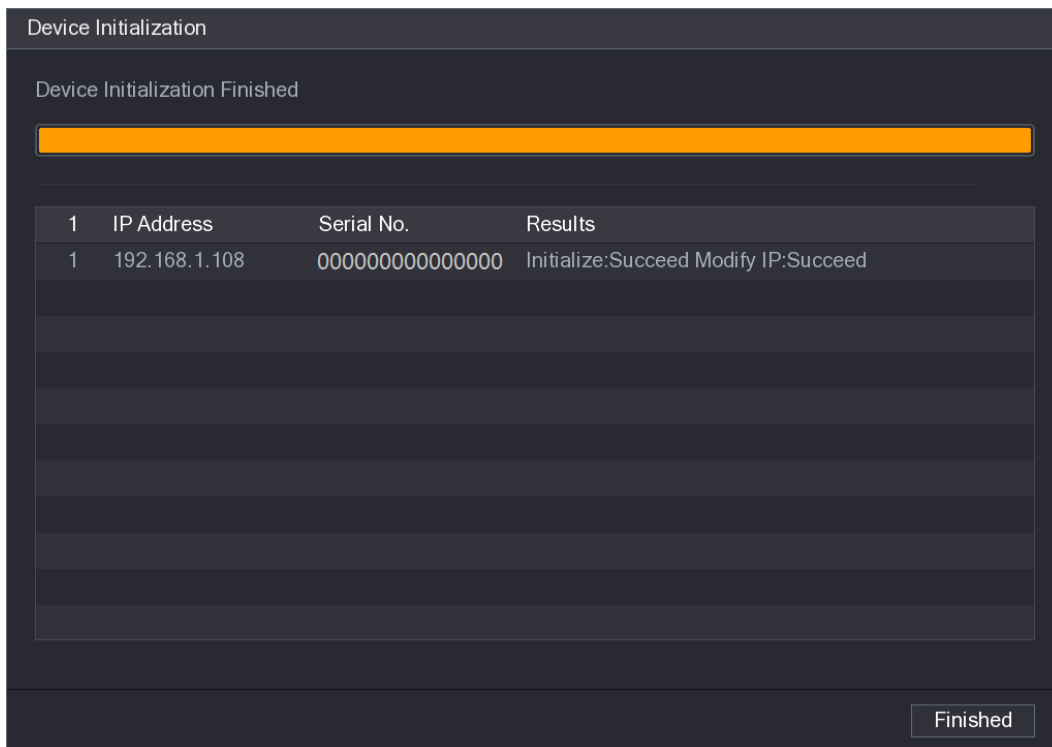 Device Initialization
Device Initialization Finished
1 IP Address Serial No. Results
1 192.168.1.108 000000000000000 Initialize:Succeed Modify IP:Succeed
Finished